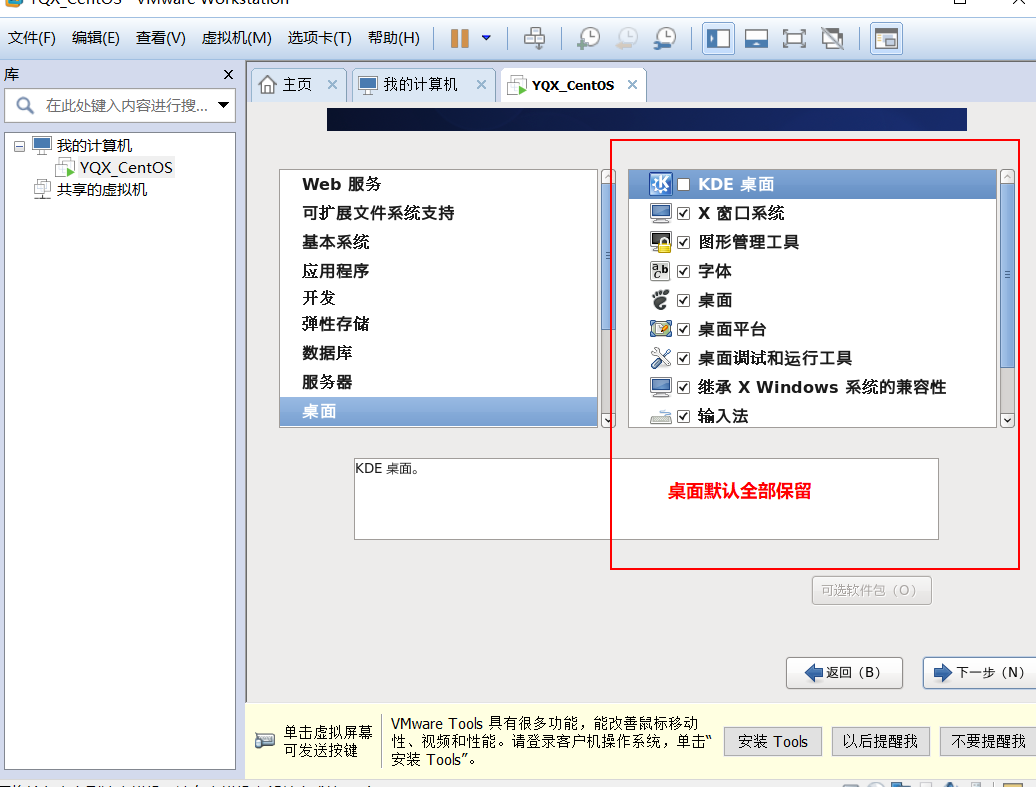 YQX_CentOS - VMware Workstation
文件(F) 编辑(E) 查看(V) 虚拟机(M) 选项卡(T) 帮助(H)
库
在此处键入内容进行搜...
我的计算机
YQX_CentOS
共享的虚拟机
主页 我的计算机 YQX_CentOS
Web 服务
可扩展文件系统支持
基本系统
应用程序
开发
弹性存储
数据库
服务器
桌面
KDE 桌面
X 窗口系统
图形管理工具
字体
桌面
桌面平台
桌面调试和运行工具
继承 X Windows 系统的兼容性
输入法
KDE 桌面。
桌面默认全部保留
可选软件包（O）
返回（B）
下一步（N）
单击虚拟屏幕
可发送按键
VMware Tools 具有很多功能，能改善鼠标移动
性、视频和性能。请登录客户机操作系统，单击“
安装 Tools”。
安装 Tools
以后提醒我
不要提醒我